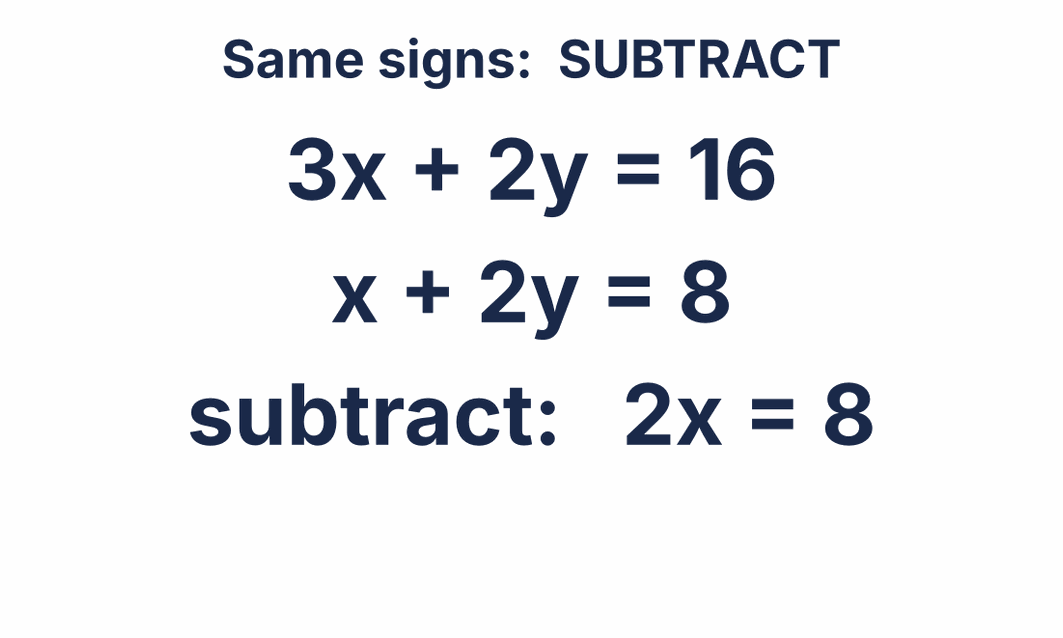 Same signs: SUBTRACT
3x + 2y = 16
x + 2y = 8
subtract: 2x = 8